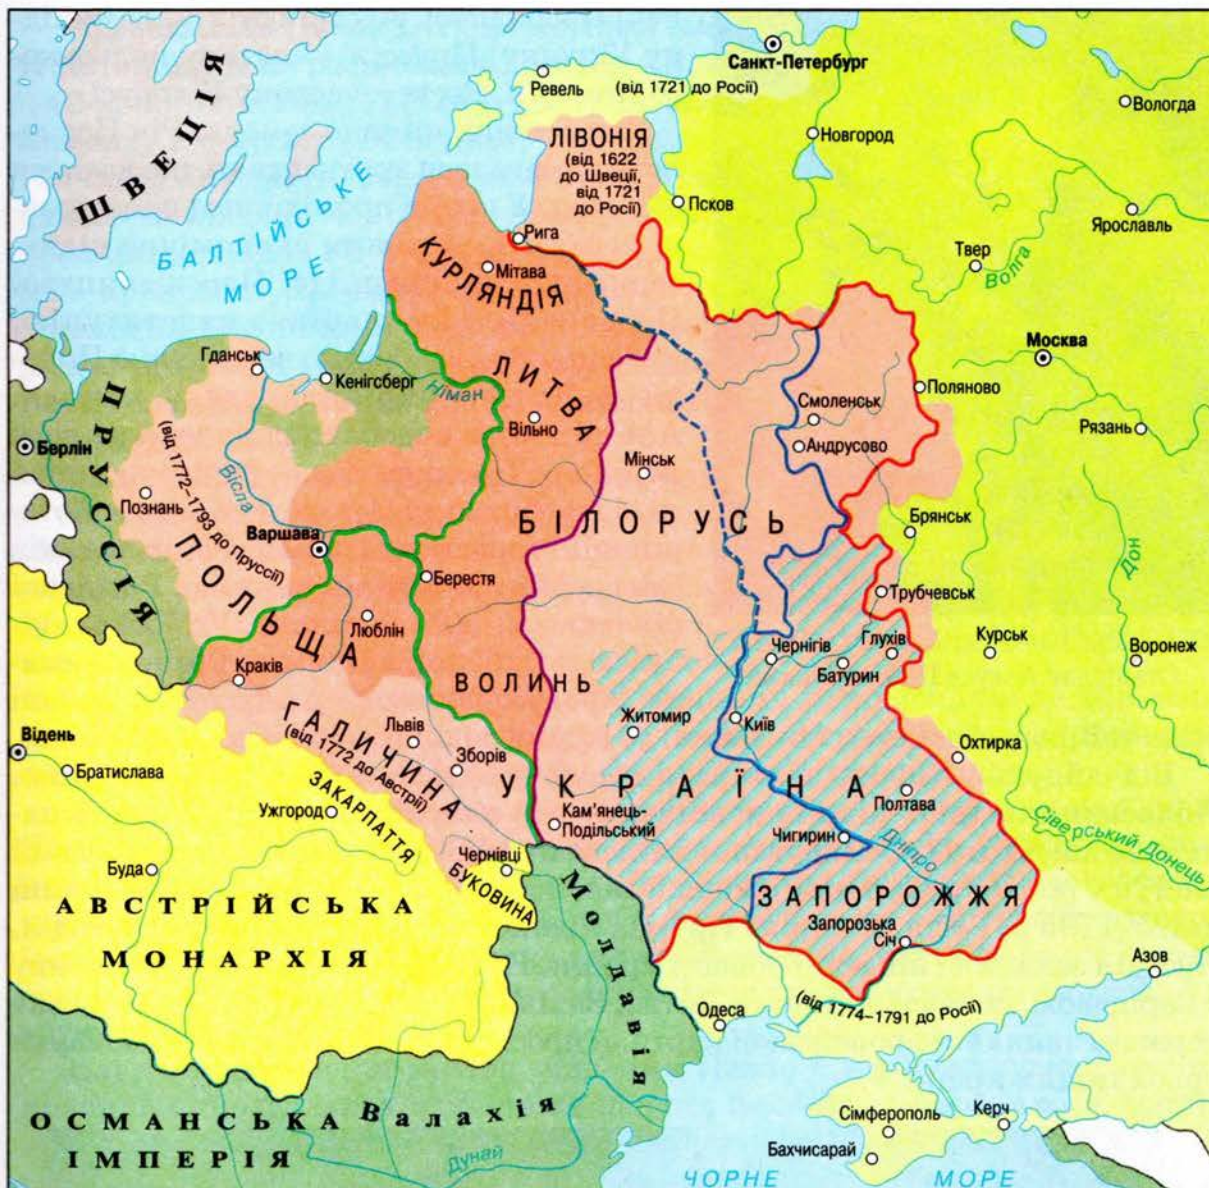 ШВЕЦІЯ
БАЛТІЙСЬКЕ
МОРЕ
Санкт-Петербург
Ревель
(від 1721 до Росії)
Вологда
Новгород
ЛІВОНІЯ
(від 1622
до Швеції,
від 1721
до Росії)
Псков
Ярославль
Рига
Твер
Волга
КУРЛЯНДІЯ
Мітава
Москва
Гданськ
Кенігсберг
Німан
ЛИТВА
Поляново
Смоленськ
Рязань
Вільно
Андрусово
Берлін
ПРУССІЯ
Вісла
(від 1772–1793 до Пруссії)
Познань
Мінськ
БІЛОРУСЬ
Брянськ
Варшава
ПОЛЬЩА
Дон
Берестя
Трубчевськ
Люблін
Чернігів
Глухів
Курськ
Воронеж
Батурин
Краків
ВОЛИНЬ
ГАЛИЧИНА
(від 1772 до Австрії)
Житомир
Київ
Львів
Відень
Зборів
Охтирка
Братислава
УКРАЇНА
Полтава
ЗАКАРПАТТЯ
Ужгород
Кам’янець-
Подільський
Чигирин
Дніпро
Сіверський Донець
Чернівці
Буда
БУКОВИНА
ЗАПОРОЖЖЯ
АВСТРІЙСЬКА
МОНАРХІЯ
Запорозька
Січ
Молдавія
Азов
Одеса
(від 1774–1791 до Росії)
ОСМАНСЬКА
ІМПЕРІЯ
Валахія
Дунай
Сімферополь
Керч
Бахчисарай
ЧОРНЕ МОРЕ